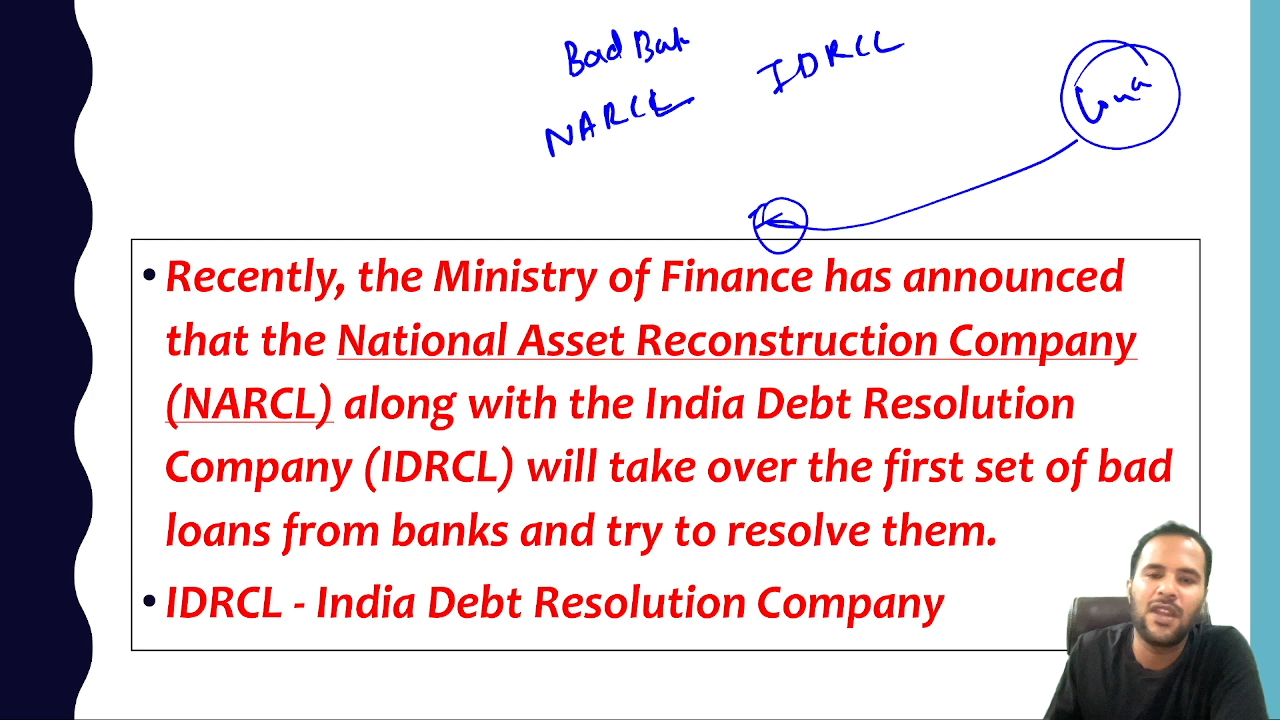 Bad Bak
IDRCL
NARCL
• Recently, the Ministry of Finance has announced
that the National Asset Reconstruction Company
(NARCL) along with the India Debt Resolution
Company (IDRCL) will take over the first set of bad
loans from banks and try to resolve them.
• IDRCL - India Debt Resolution Company